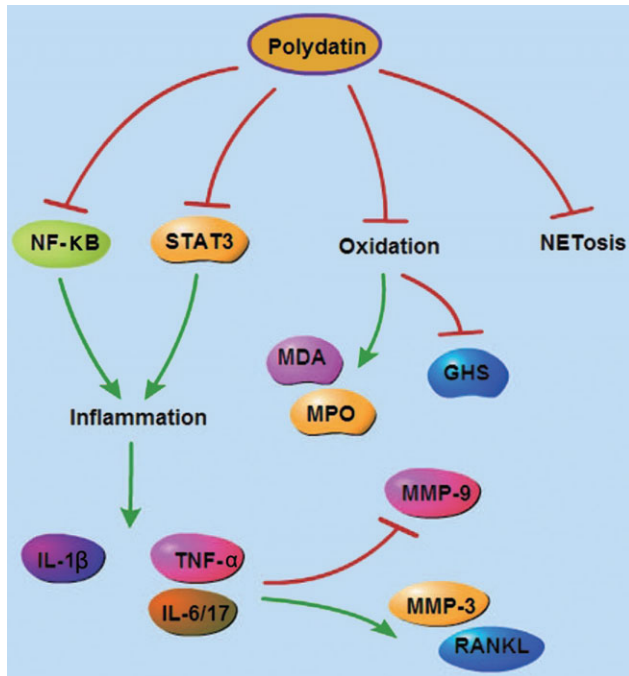 Polydatin
NF-KB
STAT3
Oxidation
NETosis
MDA
MPO
GHS
Inflammation
IL-1β
TNF-α
IL-6/17
MMP-9
MMP-3
RANKL